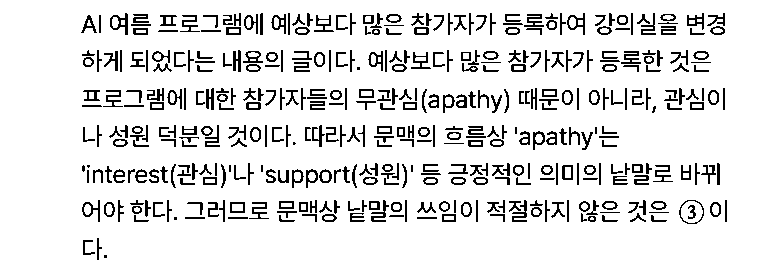 AI 여름 프로그램에 예상보다 많은 참가자가 등록하여 강의실을 변경
하게 되었다는 내용의 글이다. 예상보다 많은 참가자가 등록한 것은
프로그램에 대한 참가자들의 무관심(apathy) 때문이 아니라, 관심이
나 성원 덕분일 것이다. 따라서 문맥의 흐름상 'apathy'는
'interest(관심)'나 'support(성원)' 등 긍정적인 의미의 낱말로 바뀌
어야 한다. 그러므로 문맥상 낱말의 쓰임이 적절하지 않은 것은 ③이
다.